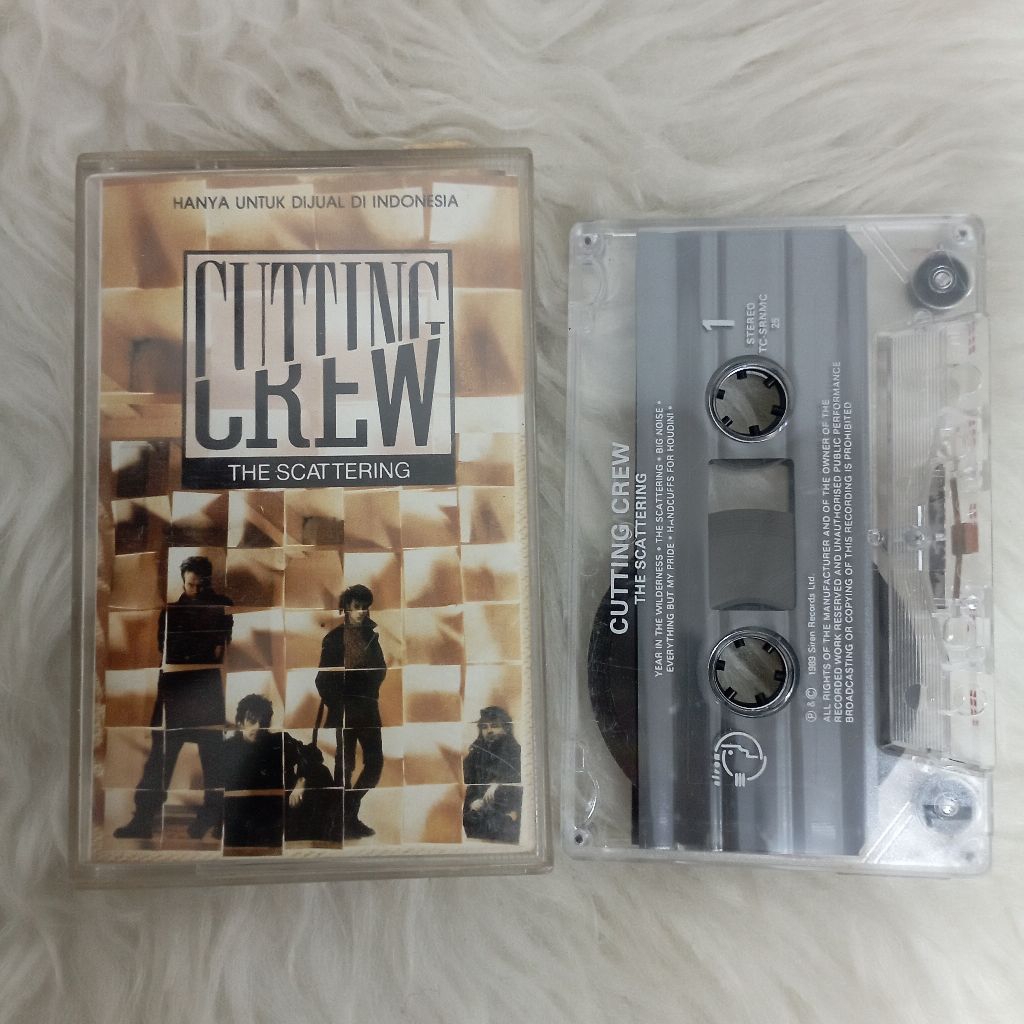 HANYA UNTUK DIJUAL DI INDONESIA
CUTTING
CREW
THE SCATTERING
CUTTING CREW
THE SCATTERING
YEAR IN THE WILDERNESS • THE SCATTERING • BIG NOISE •
EVERYTHING BUT MY PRIDE • HANDCUFFS FOR HOUDINI •
1
STEREO
TC-SRNMC
25
siren
℗ & © 1989 Siren Records Ltd.
ALL RIGHTS OF THE MANUFACTURER AND OF THE OWNER OF THE
RECORDED WORK RESERVED AND UNAUTHORISED PUBLIC PERFORMANCE
BROADCASTING OR COPYING OF THIS RECORDING IS PROHIBITED